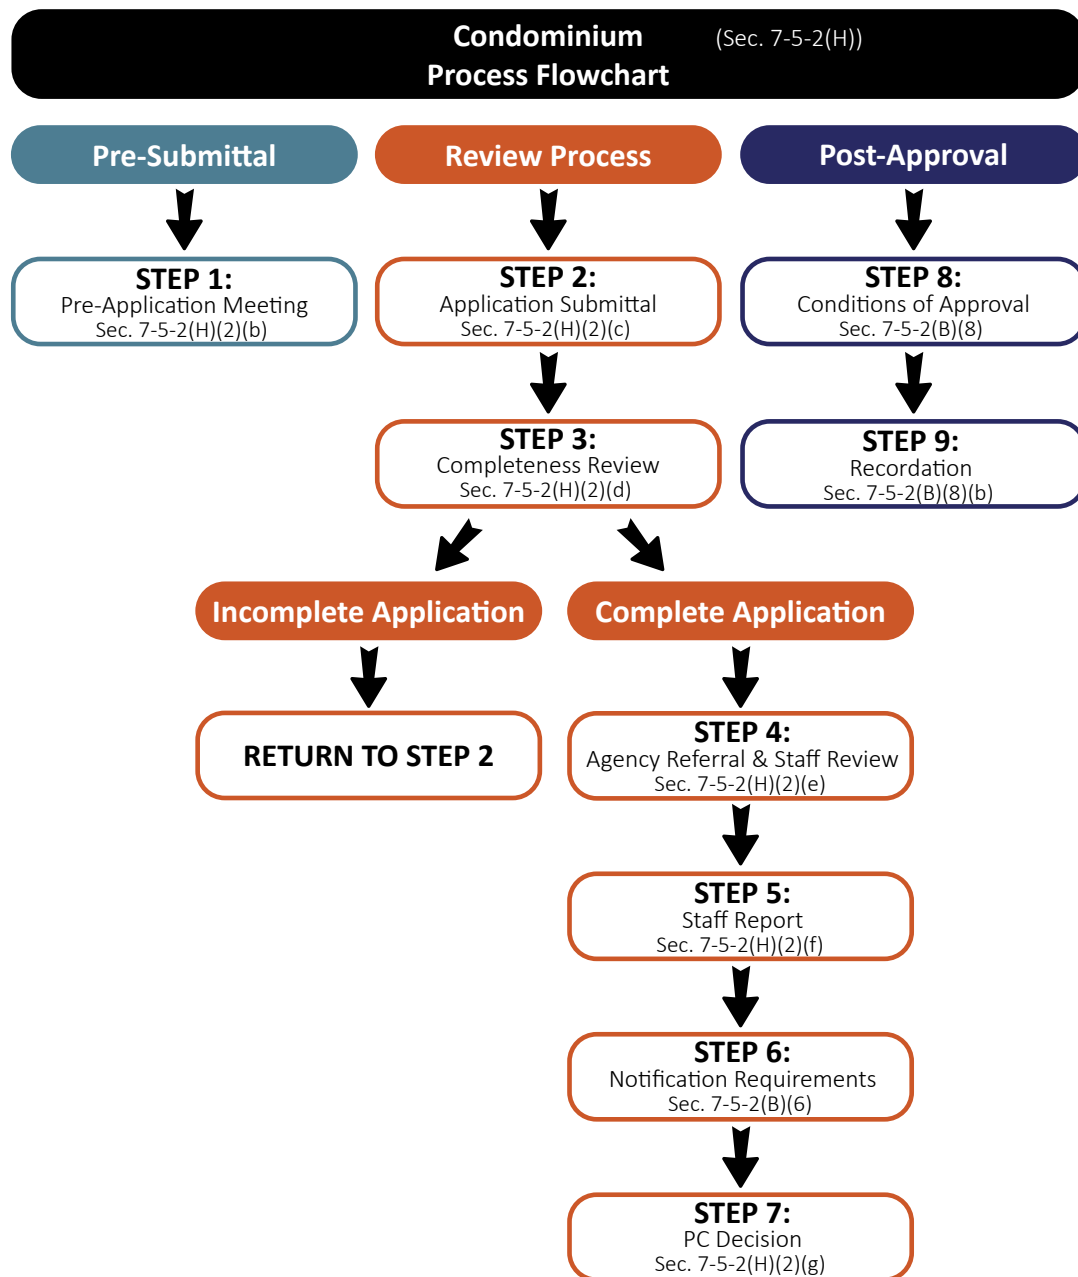 Condominium (Sec. 7-5-2(H))
Process Flowchart
Pre-Submittal
Review Process
Post-Approval
STEP 1:
Pre-Application Meeting
Sec. 7-5-2(H)(2)(b)
STEP 2:
Application Submittal
Sec. 7-5-2(H)(2)(c)
STEP 8:
Conditions of Approval
Sec. 7-5-2(B)(8)
STEP 3:
Completeness Review
Sec. 7-5-2(H)(2)(d)
STEP 9:
Recordation
Sec. 7-5-2(B)(8)(b)
Incomplete Application
Complete Application
RETURN TO STEP 2
STEP 4:
Agency Referral & Staff Review
Sec. 7-5-2(H)(2)(e)
STEP 5:
Staff Report
Sec. 7-5-2(H)(2)(f)
STEP 6:
Notification Requirements
Sec. 7-5-2(B)(6)
STEP 7:
PC Decision
Sec. 7-5-2(H)(2)(g)